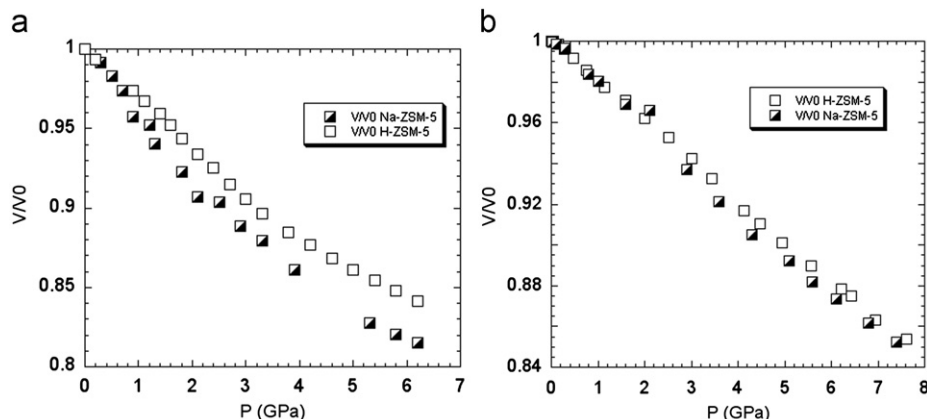 a
1
0.95
0.9
0.85
0.8
V/V0
0 1 2 3 4 5 6 7
P (GPa)
V/V0 Na-ZSM-5
V/V0 H-ZSM-5
b
1
0.96
0.92
0.88
0.84
V/V0
0 1 2 3 4 5 6 7 8
P (GPa)
V/V0 H-ZSM-5
V/V0 Na-ZSM-5